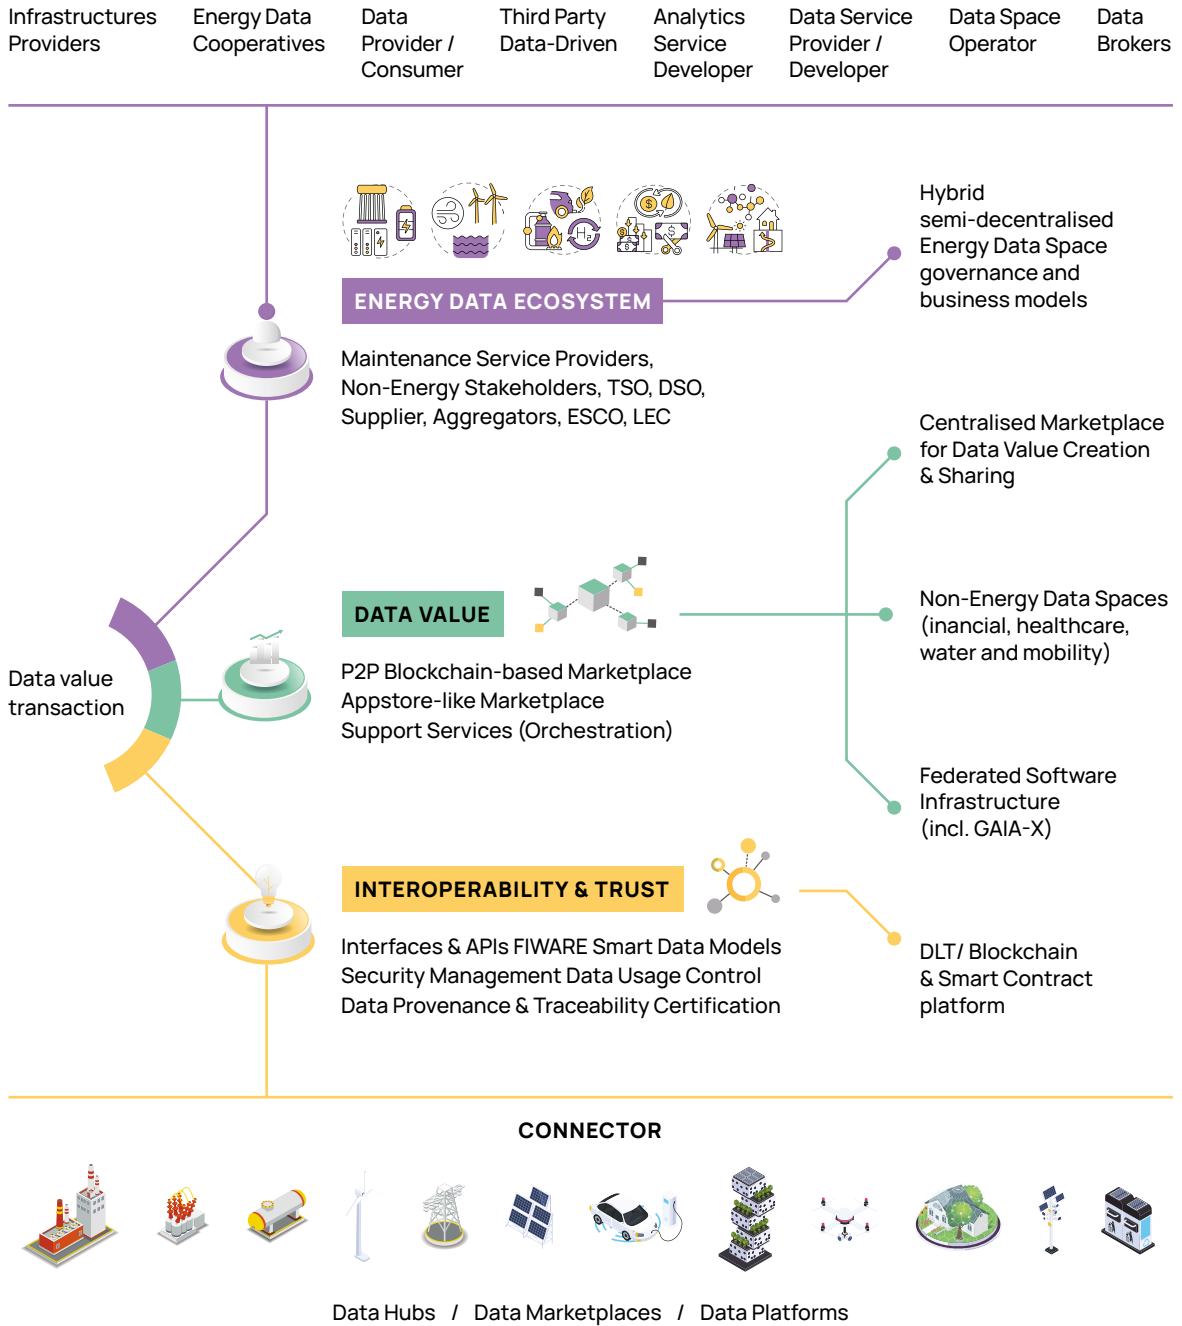 Infrastructures
Providers
Energy Data
Cooperatives
Data
Provider /
Consumer
Third Party
Data-Driven
Analytics
Service
Developer
Data Service
Provider /
Developer
Data Space
Operator
Data
Brokers
H2
Hybrid
semi-decentralised
Energy Data Space
governance and
business models
ENERGY DATA ECOSYSTEM
Maintenance Service Providers,
Non-Energy Stakeholders, TSO, DSO,
Supplier, Aggregators, ESCO, LEC
Centralised Marketplace
for Data Value Creation
& Sharing
DATA VALUE
P2P Blockchain-based Marketplace
Appstore-like Marketplace
Support Services (Orchestration)
Non-Energy Data Spaces
(inancial, healthcare,
water and mobility)
Data value
transaction
Federated Software
Infrastructure
(incl. GAIA-X)
INTEROPERABILITY & TRUST
Interfaces & APIs FIWARE Smart Data Models
Security Management Data Usage Control
Data Provenance & Traceability Certification
DLT/ Blockchain
& Smart Contract
platform
CONNECTOR
Data Hubs / Data Marketplaces / Data Platforms